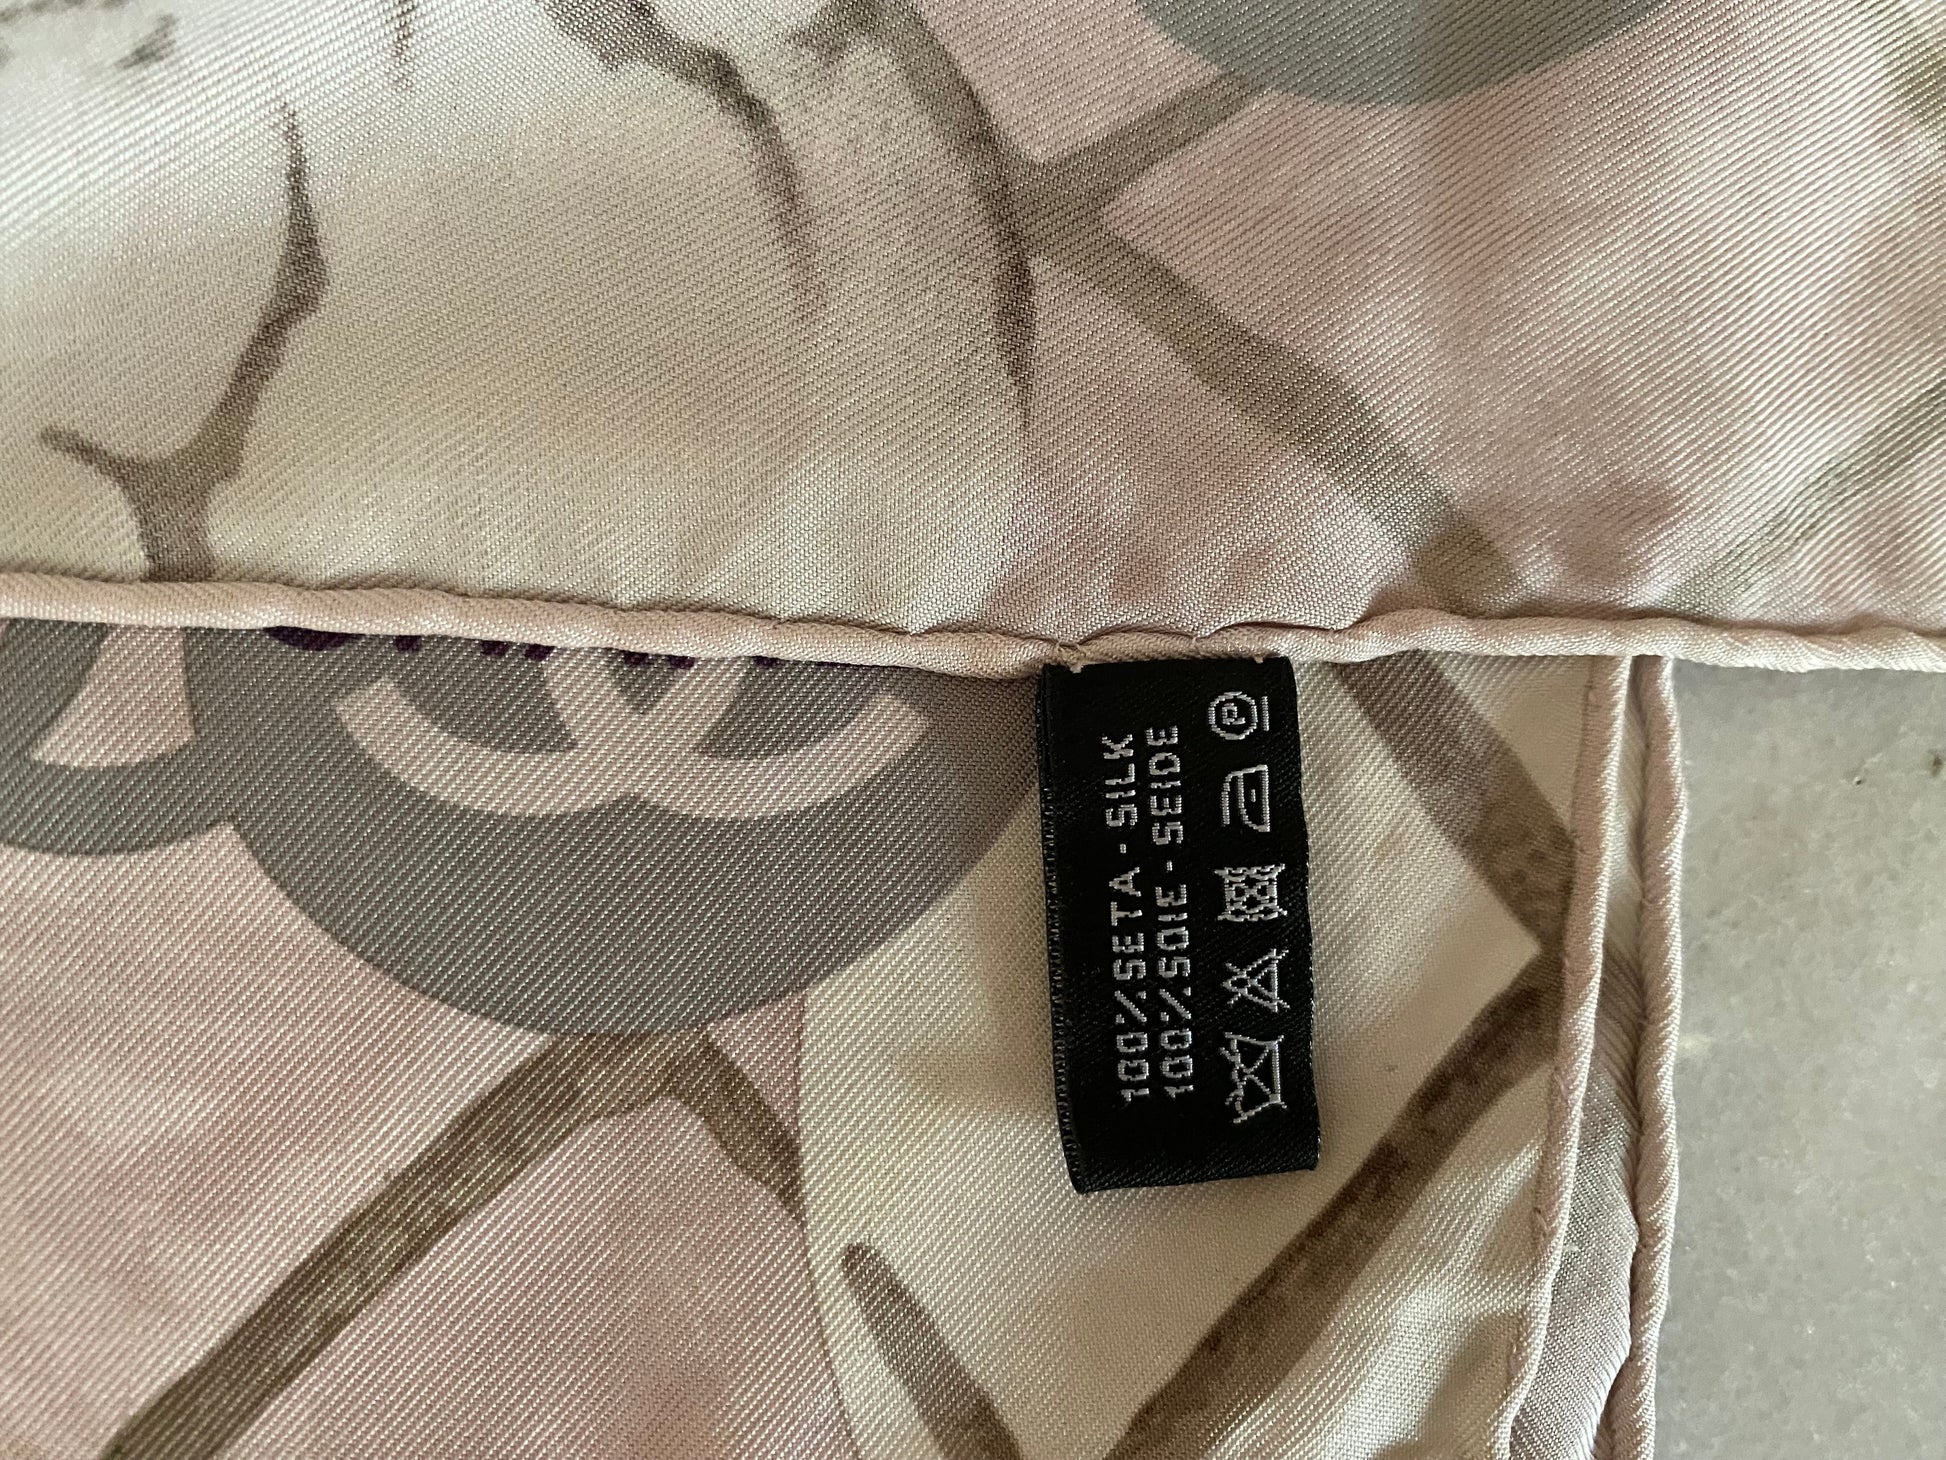 100% SETA · SILK
100% SOIE - SEIDE
P